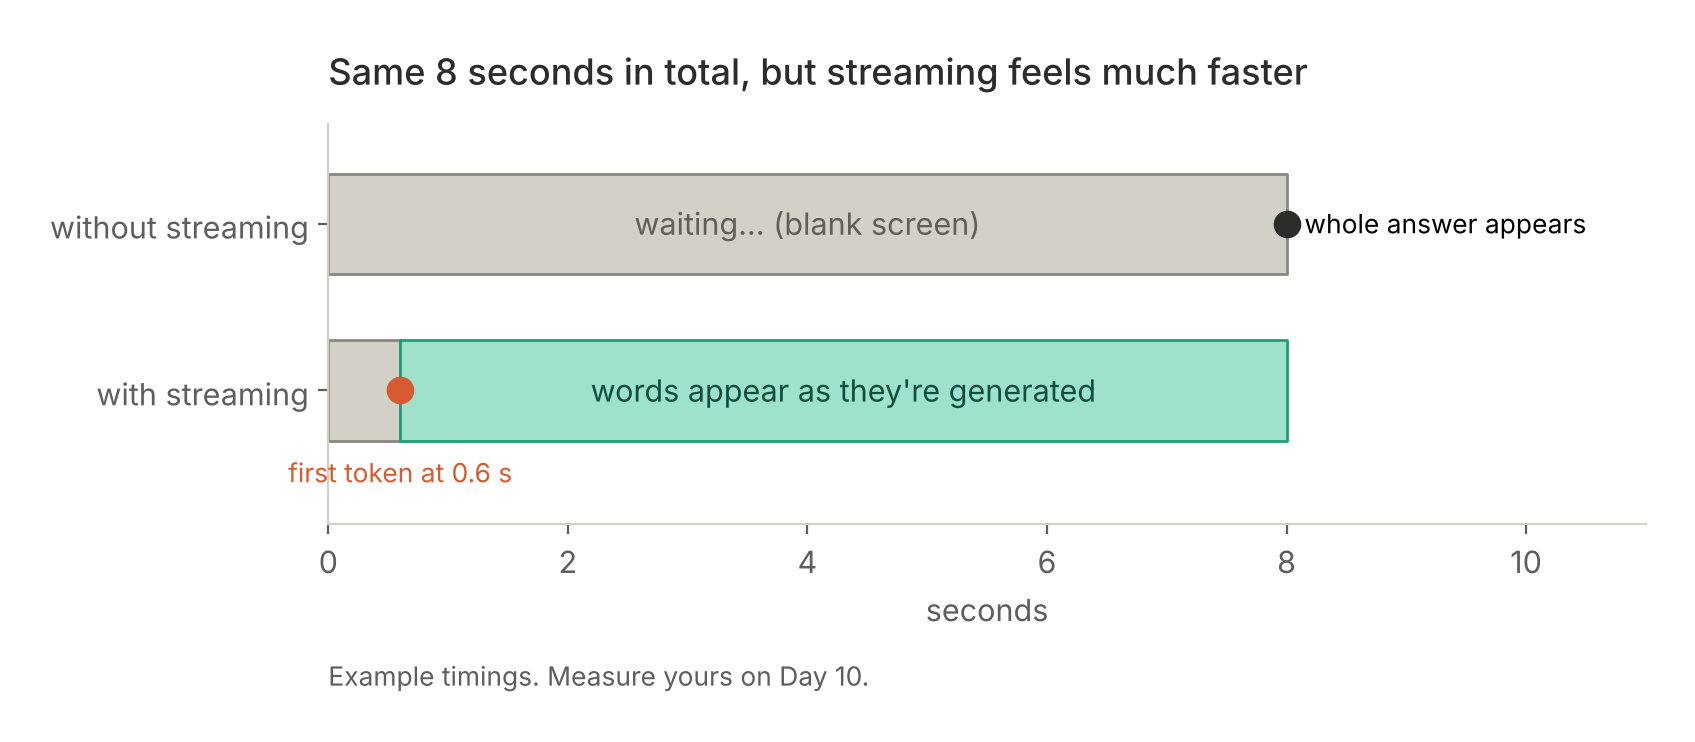 Same 8 seconds in total, but streaming feels much faster
without streaming
waiting... (blank screen)
whole answer appears
with streaming
words appear as they're generated
first token at 0.6 s
0 2 4 6 8 10
seconds
Example timings. Measure yours on Day 10.